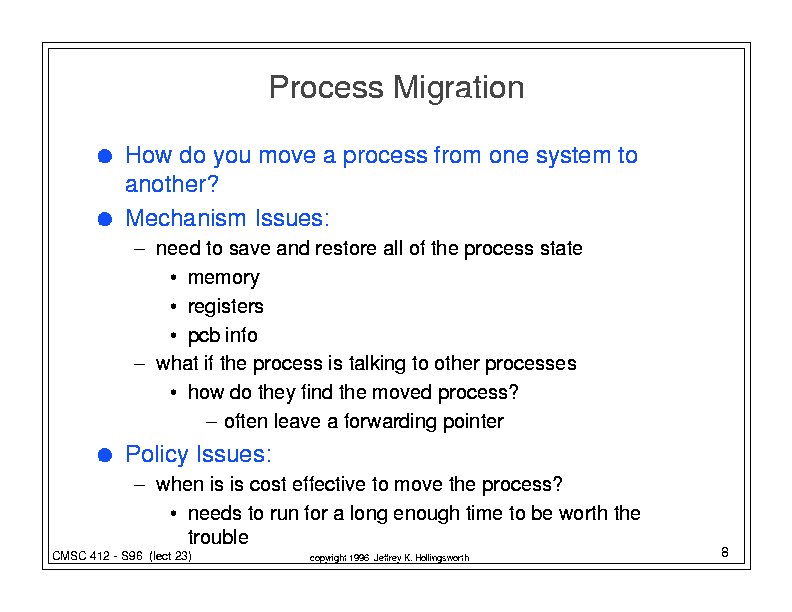 Process Migration
● How do you move a process from one system to
another?
● Mechanism Issues:
– need to save and restore all of the process state
• memory
• registers
• pcb info
– what if the process is talking to other processes
• how do they find the moved process?
– often leave a forwarding pointer
● Policy Issues:
– when is is cost effective to move the process?
• needs to run for a long enough time to be worth the
trouble
CMSC 412 - S96 (lect 23)
copyright 1996 Jeffrey K. Hollingsworth
8